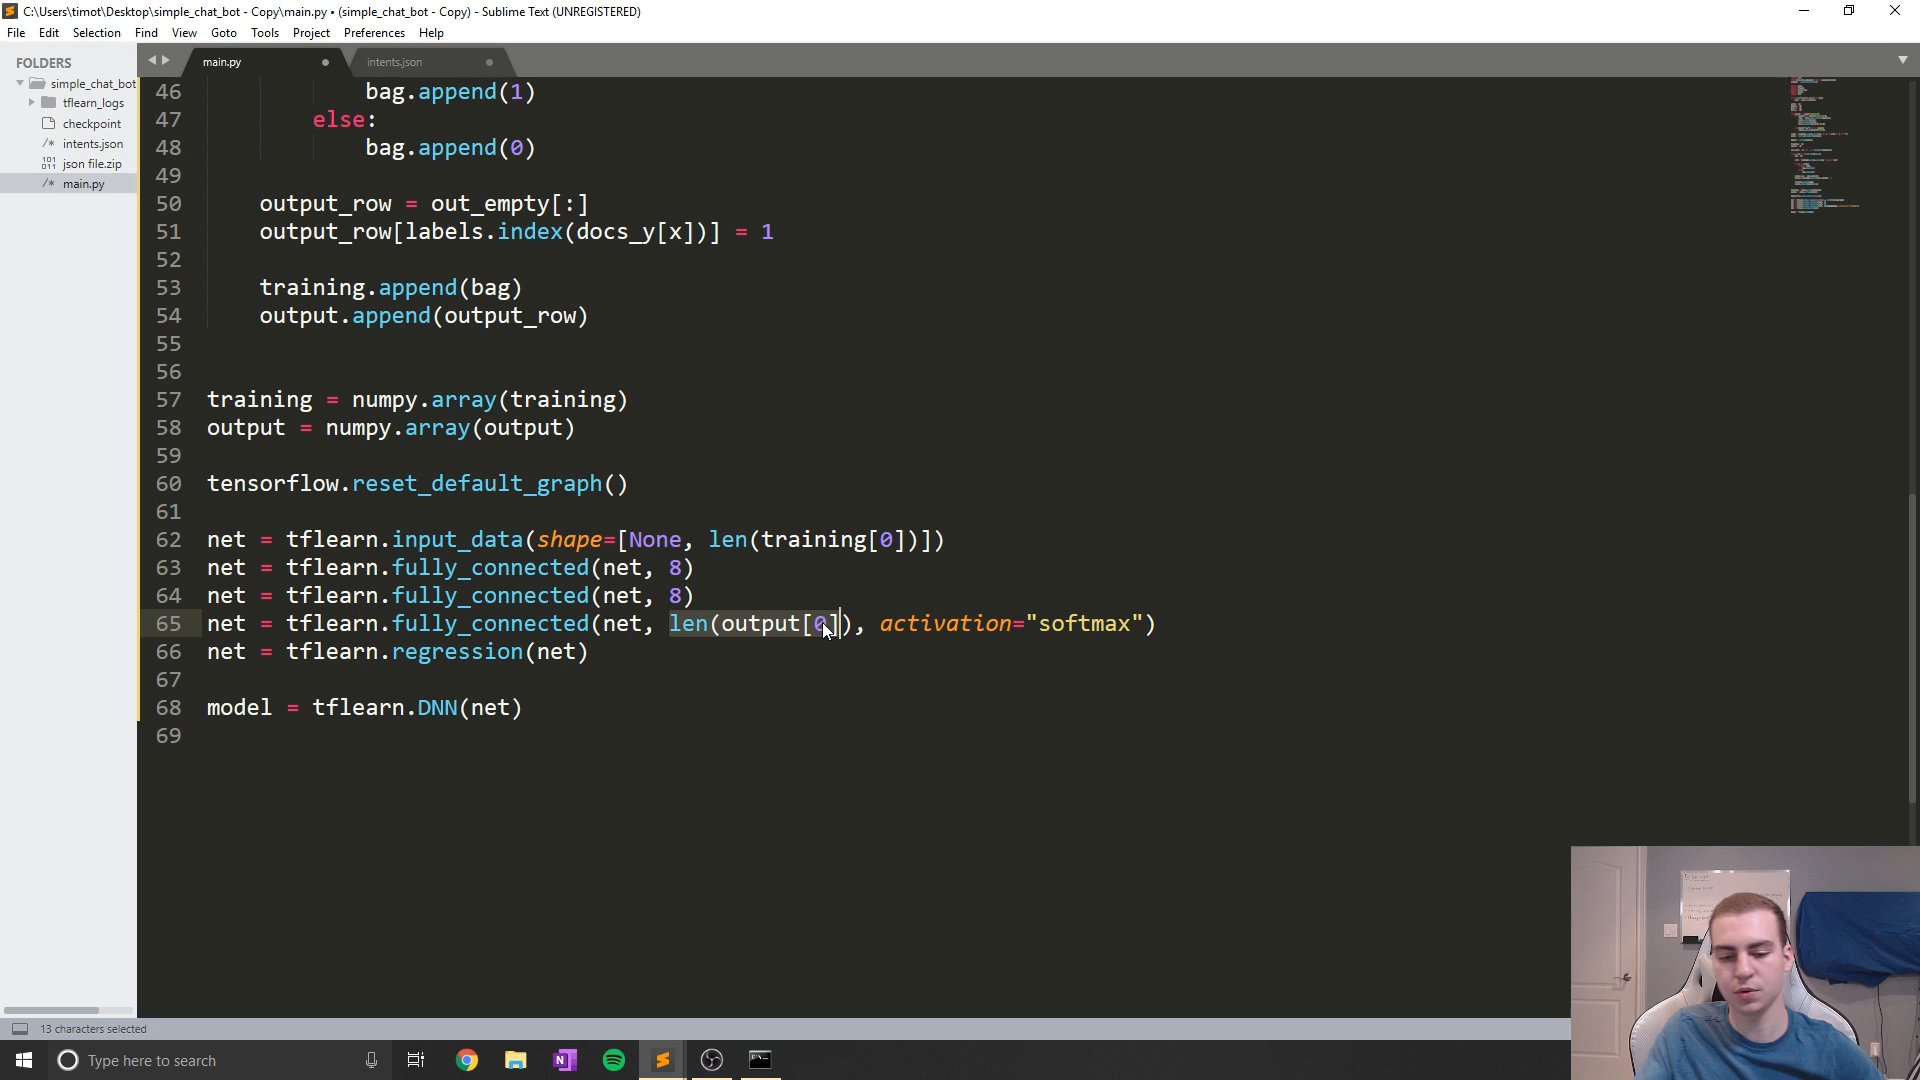 C:\Users\timot\Desktop\simple_chat_bot - Copy\main.py • (simple_chat_bot - Copy) - Sublime Text (UNREGISTERED)
File Edit Selection Find View Goto Tools Project Preferences Help
FOLDERS
simple_chat_bot
tflearn_logs
checkpoint
/* intents.json
json file.zip
/* main.py
main.py
intents.json
46 bag.append(1)
47 else:
48 bag.append(0)
49
50 output_row = out_empty[:]
51 output_row[labels.index(docs_y[x])] = 1
52
53 training.append(bag)
54 output.append(output_row)
55
56
57 training = numpy.array(training)
58 output = numpy.array(output)
59
60 tensorflow.reset_default_graph()
61
62 net = tflearn.input_data(shape=[None, len(training[0])])
63 net = tflearn.fully_connected(net, 8)
64 net = tflearn.fully_connected(net, 8)
65 net = tflearn.fully_connected(net, len(output[0]), activation="softmax")
66 net = tflearn.regression(net)
67
68 model = tflearn.DNN(net)
69
13 characters selected
Type here to search